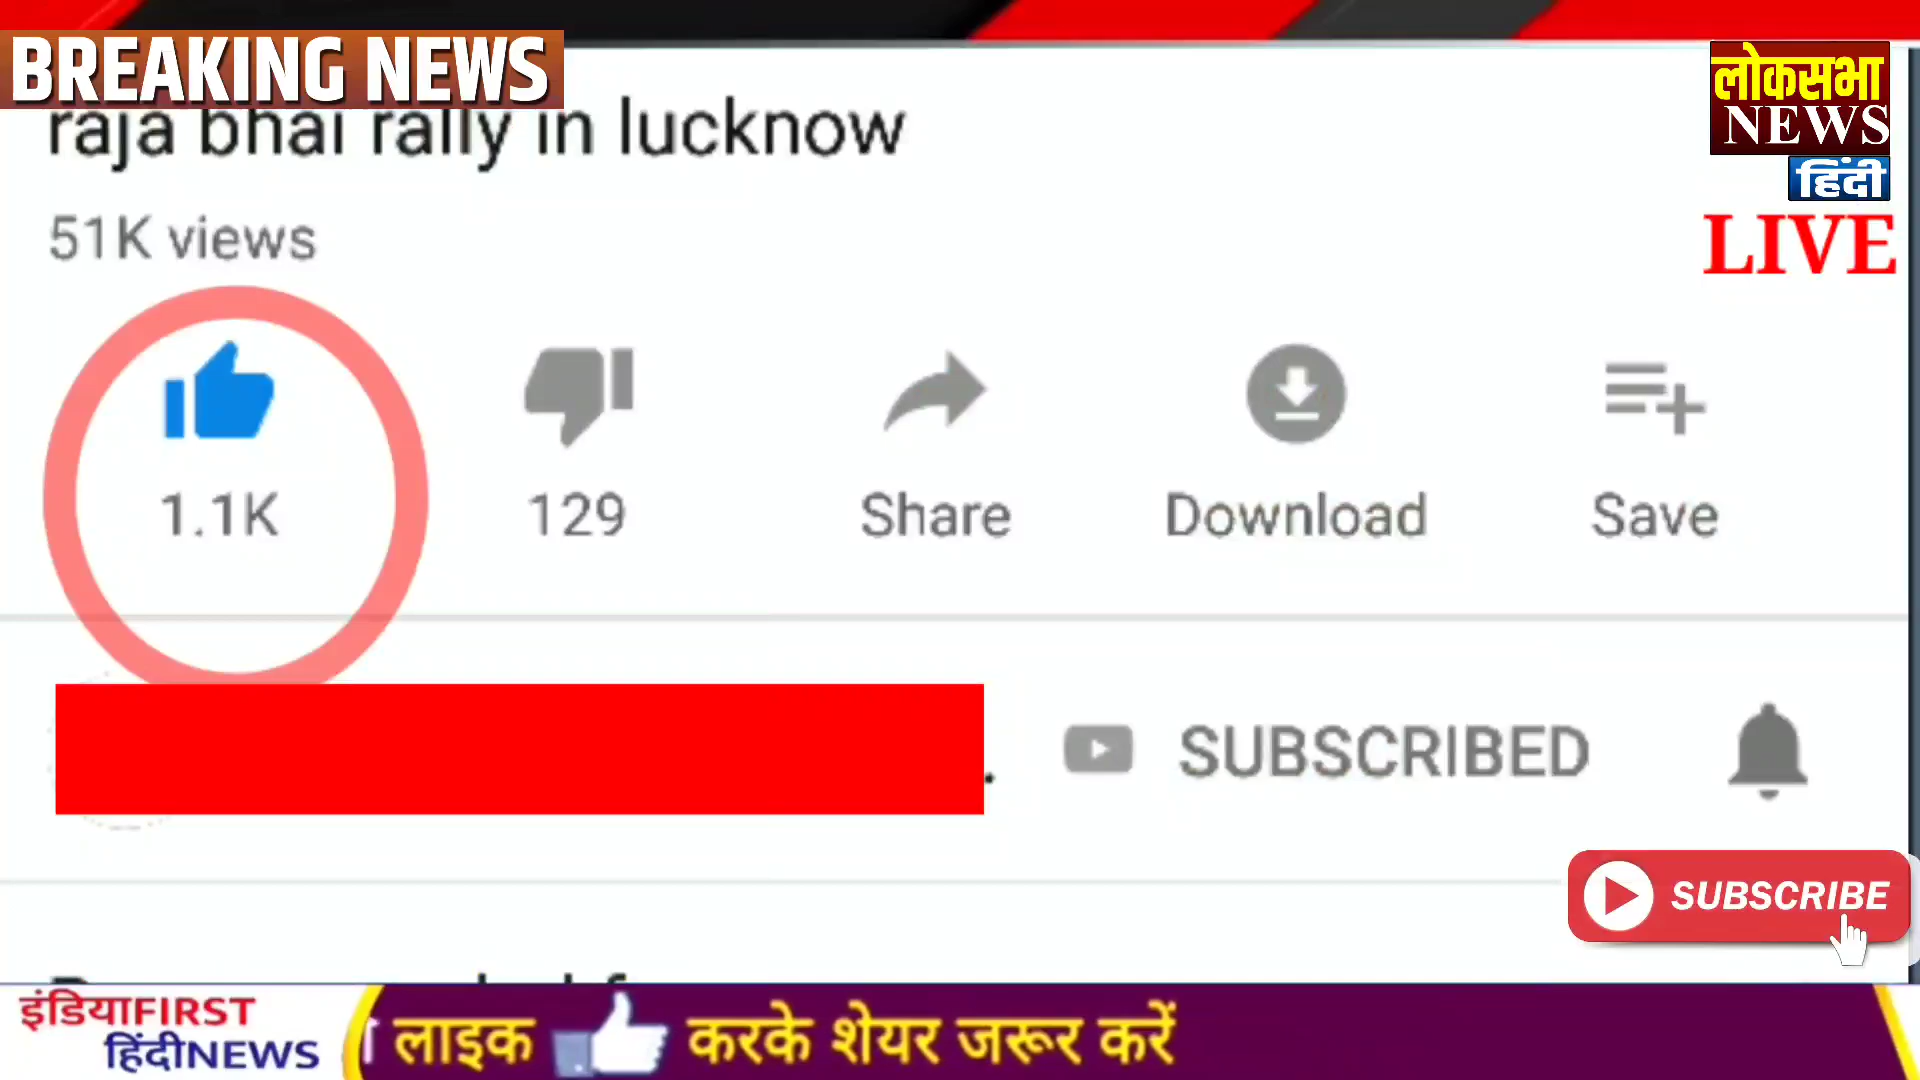 BREAKING NEWS
raja bhai rally in lucknow
51K views
लोकसभा
NEWS
हिंदी
LIVE
1.1K
129
Share
Download
Save
SUBSCRIBED
SUBSCRIBE
इंडियाFIRST
हिंदीNEWS
लाइक करके शेयर जरूर करें